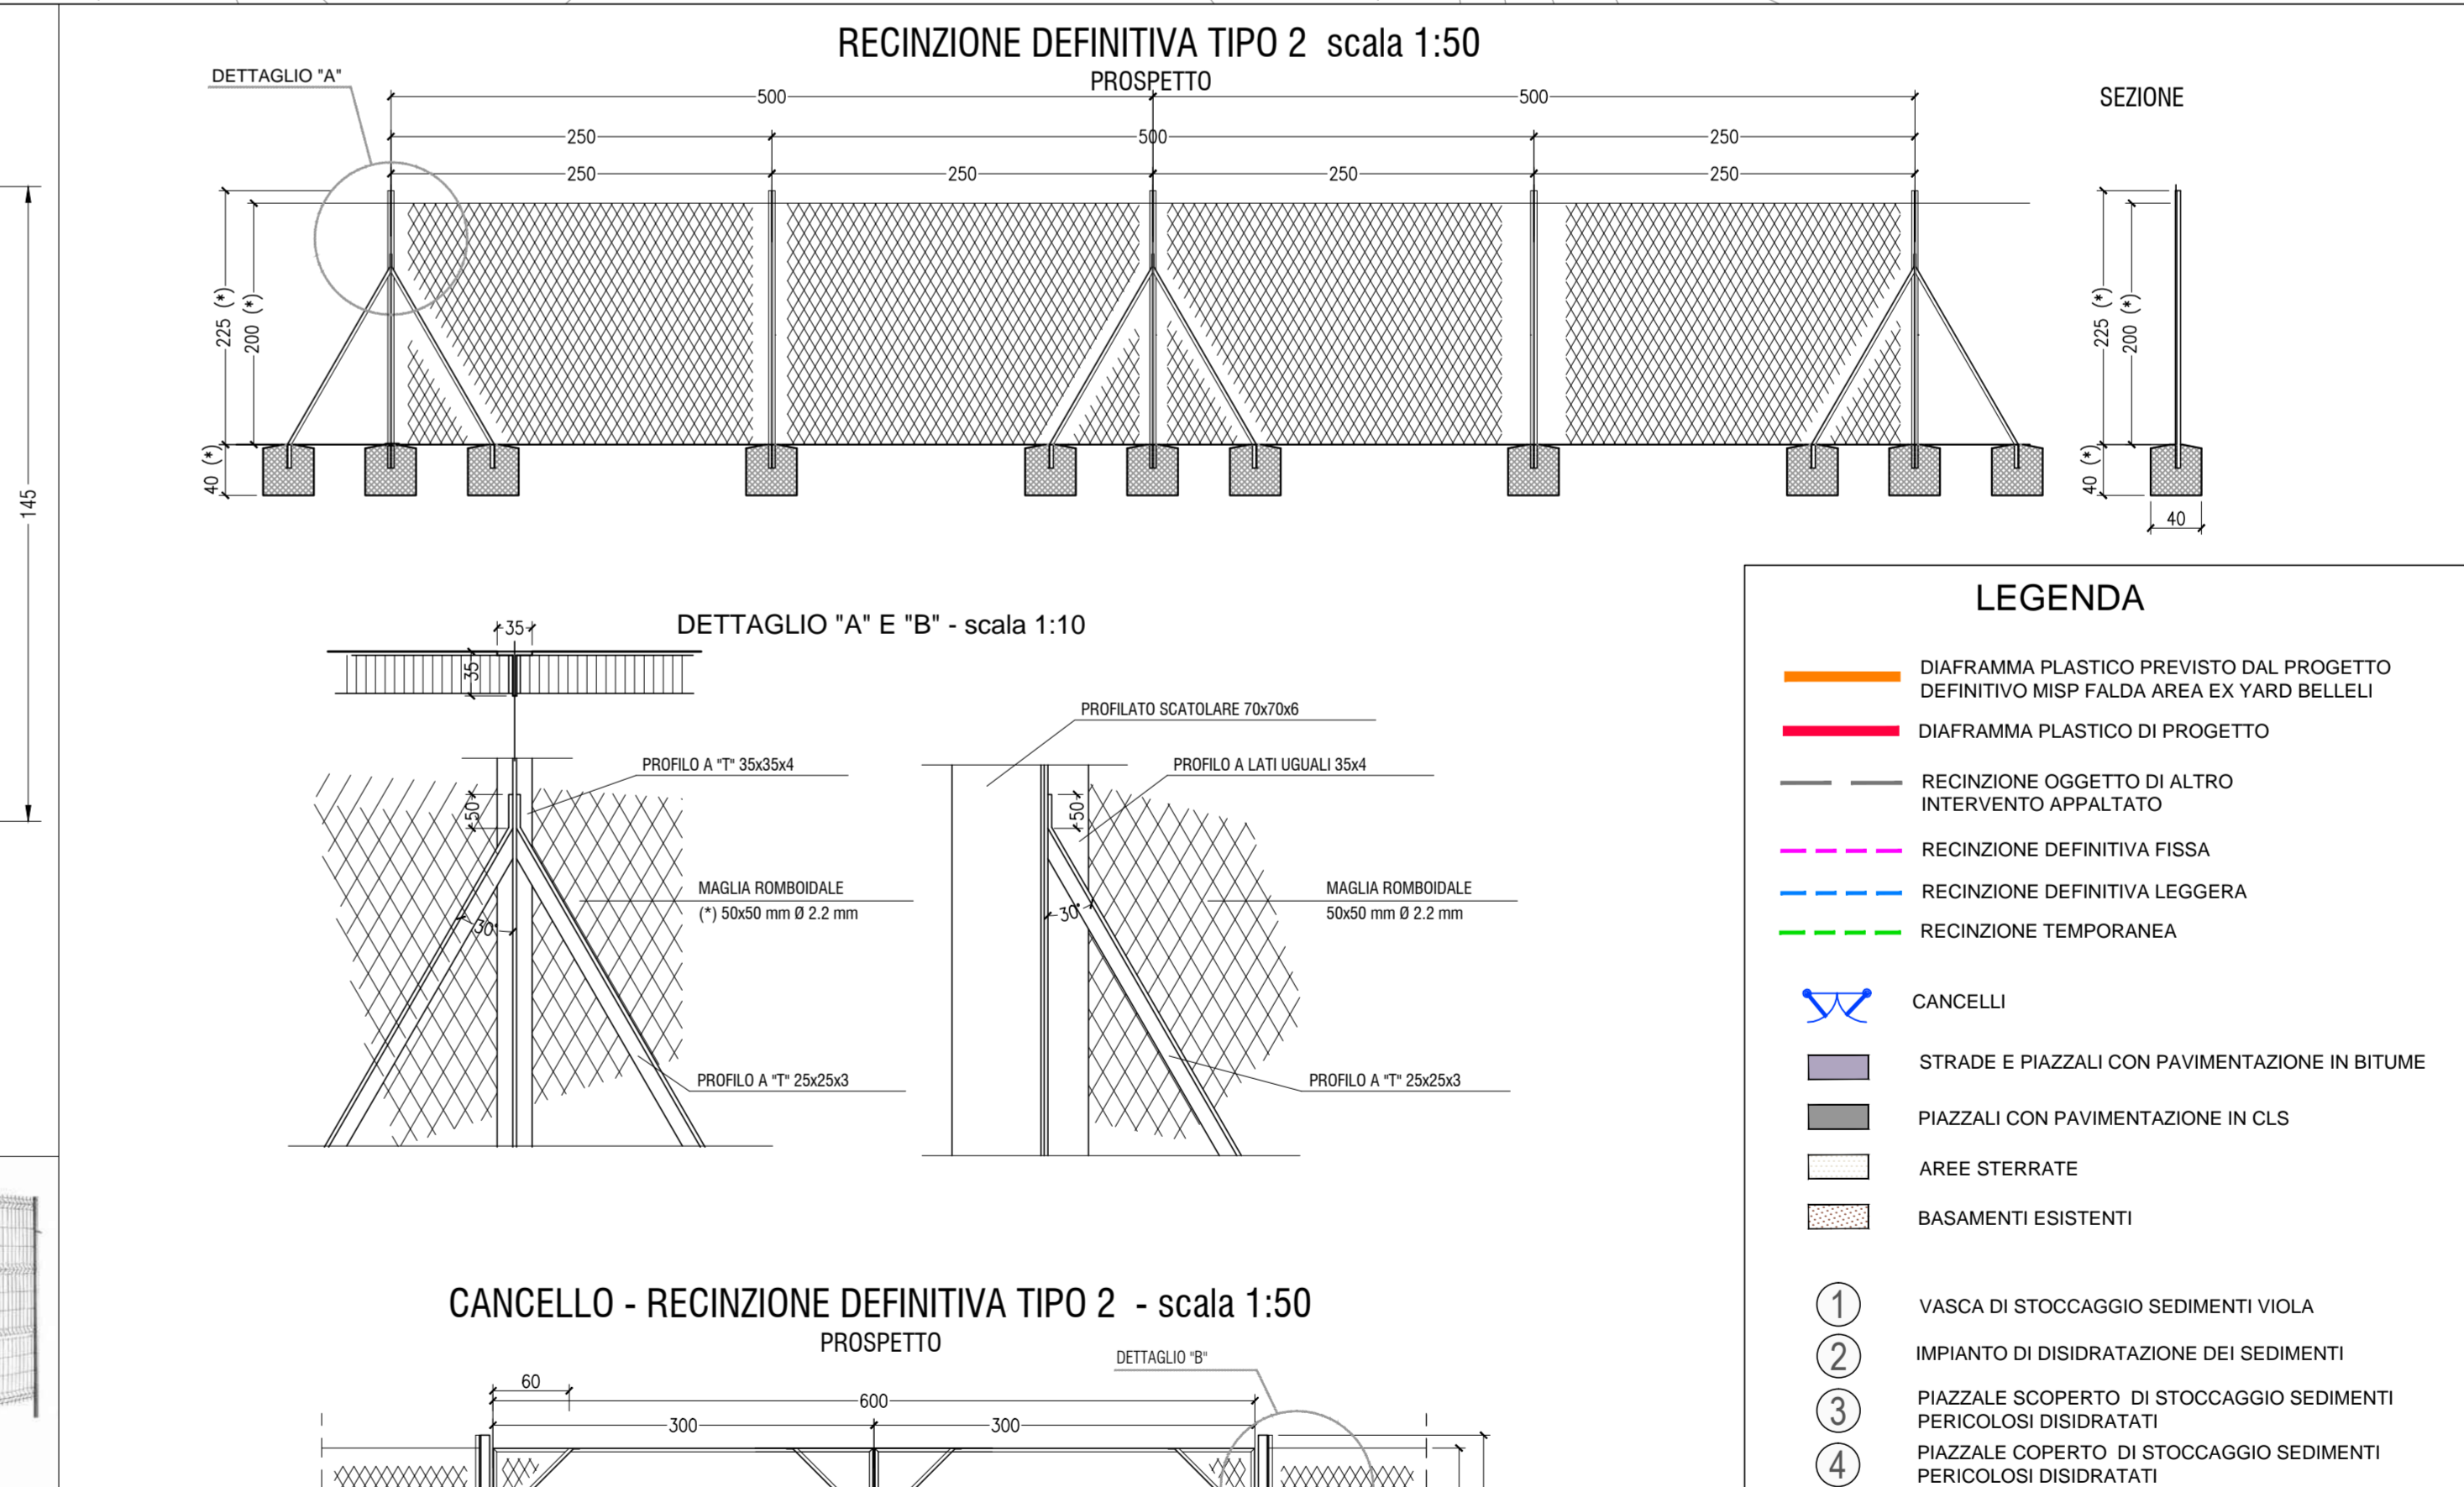 RECINZIONE DEFINITIVA TIPO 2 scala 1:50
PROSPETTO
DETTAGLIO "A"
SEZIONE
500
500
250
500
250
250
250
250
250
225 (*)
200 (*)
40 (*)
225 (*)
200 (*)
40 (*)
40
145
DETTAGLIO "A" E "B" - scala 1:10
35
35
PROFILATO SCATOLARE 70x70x6
PROFILO A "T" 35x35x4
PROFILO A LATI UGUALI 35x4
50
50
MAGLIA ROMBOIDALE
(*) 50x50 mm Ø 2.2 mm
MAGLIA ROMBOIDALE
50x50 mm Ø 2.2 mm
30°
30°
PROFILO A "T" 25x25x3
PROFILO A "T" 25x25x3
CANCELLO - RECINZIONE DEFINITIVA TIPO 2 - scala 1:50
PROSPETTO
DETTAGLIO "B"
60
600
300
300
LEGENDA
DIAFRAMMA PLASTICO PREVISTO DAL PROGETTO
DEFINITIVO MISP FALDA AREA EX YARD BELLELI
DIAFRAMMA PLASTICO DI PROGETTO
RECINZIONE OGGETTO DI ALTRO
INTERVENTO APPALTATO
RECINZIONE DEFINITIVA FISSA
RECINZIONE DEFINITIVA LEGGERA
RECINZIONE TEMPORANEA
CANCELLI
STRADE E PIAZZALI CON PAVIMENTAZIONE IN BITUME
PIAZZALI CON PAVIMENTAZIONE IN CLS
AREE STERRATE
BASAMENTI ESISTENTI
1 VASCA DI STOCCAGGIO SEDIMENTI VIOLA
2 IMPIANTO DI DISIDRATAZIONE DEI SEDIMENTI
3 PIAZZALE SCOPERTO DI STOCCAGGIO SEDIMENTI
PERICOLOSI DISIDRATATI
4 PIAZZALE COPERTO DI STOCCAGGIO SEDIMENTI
PERICOLOSI DISIDRATATI